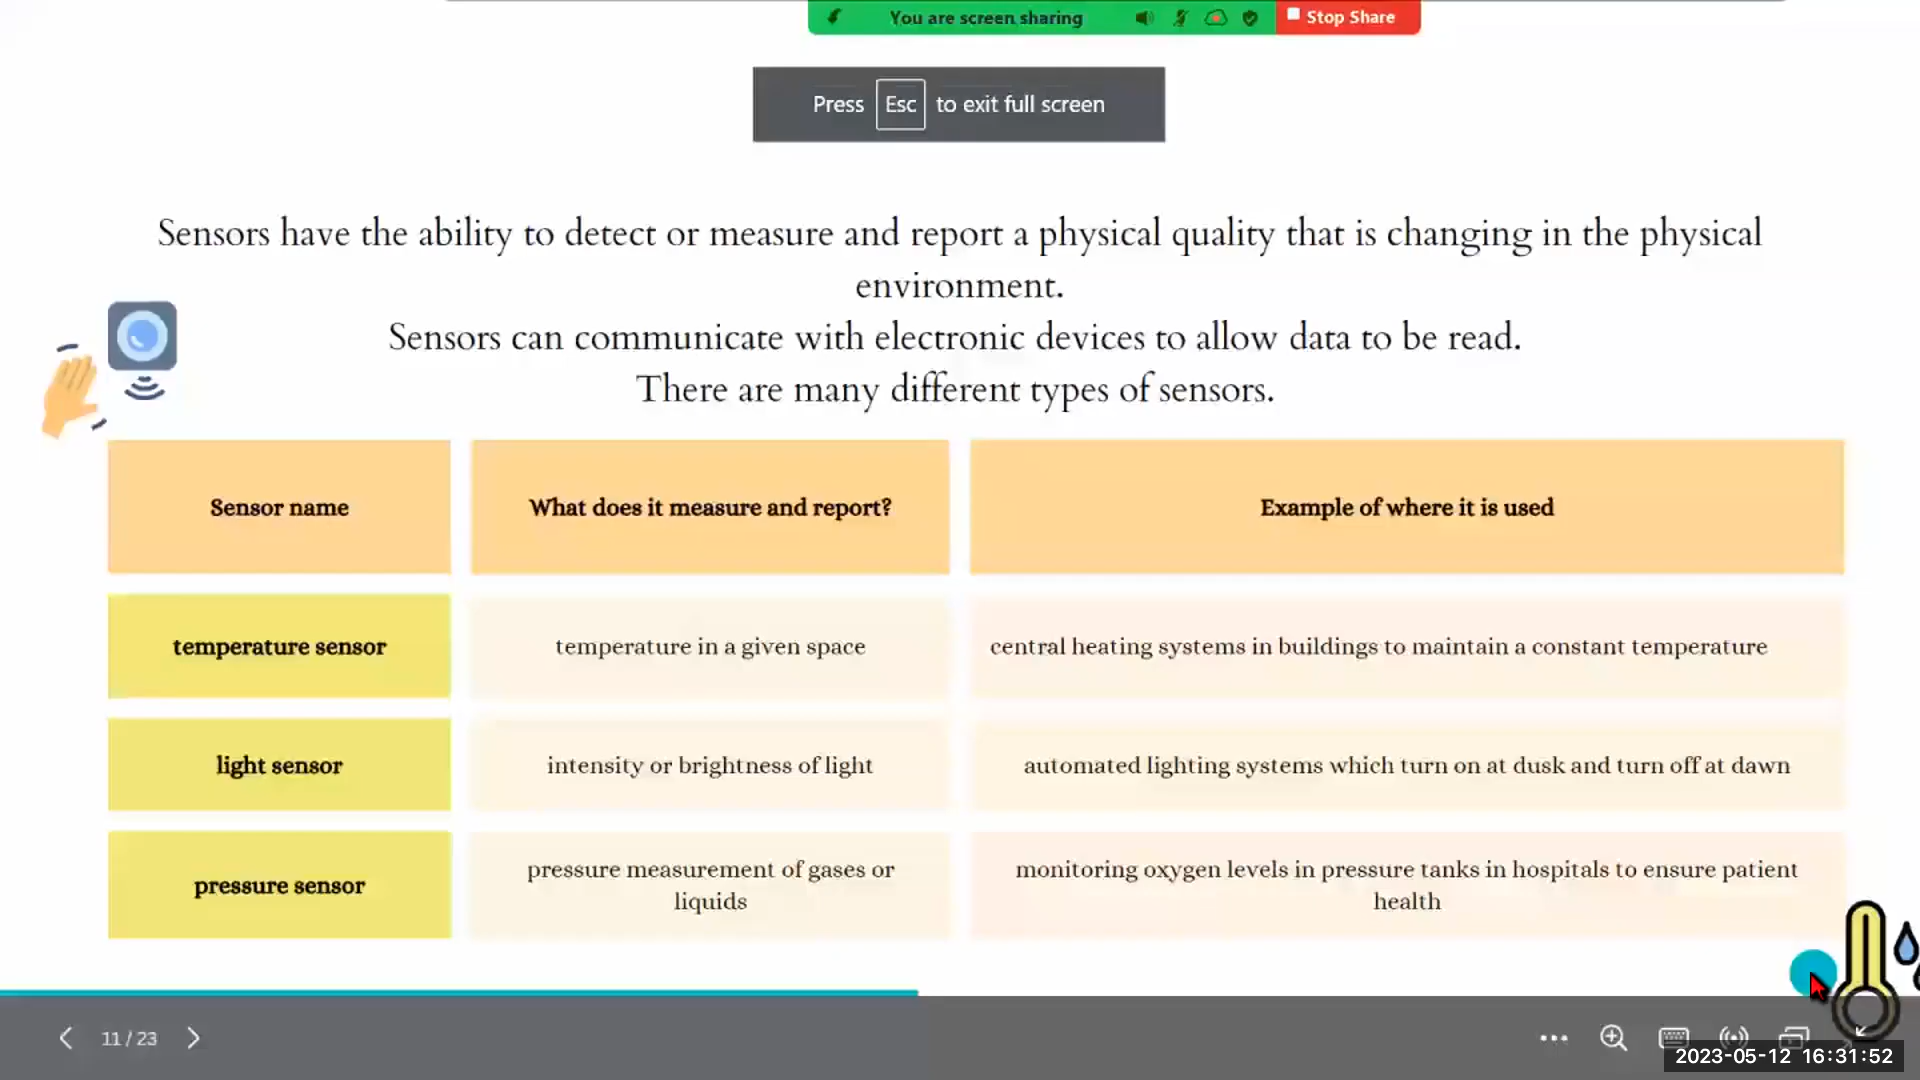 You are screen sharing
Stop Share
Press Esc to exit full screen
Sensors have the ability to detect or measure and report a physical quality that is changing in the physical
environment.
Sensors can communicate with electronic devices to allow data to be read.
There are many different types of sensors.
Sensor name
What does it measure and report?
Example of where it is used
temperature sensor
temperature in a given space
central heating systems in buildings to maintain a constant temperature
light sensor
intensity or brightness of light
automated lighting systems which turn on at dusk and turn off at dawn
pressure sensor
pressure measurement of gases or
liquids
monitoring oxygen levels in pressure tanks in hospitals to ensure patient
health
11 / 23
2023-05-12 16:31:52